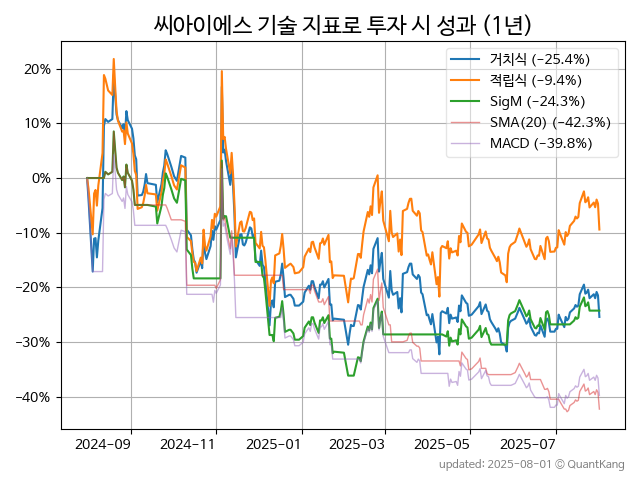 씨아이에스 기술 지표로 투자 시 성과 (1년)
거치식 (−25.4%)
적립식 (−9.4%)
SigM (−24.3%)
SMA(20) (−42.3%)
MACD (−39.8%)
20%
10%
0%
−10%
−20%
−30%
−40%
2024-09 2024-11 2025-01 2025-03 2025-05 2025-07
updated: 2025-08-01 © QuantKang